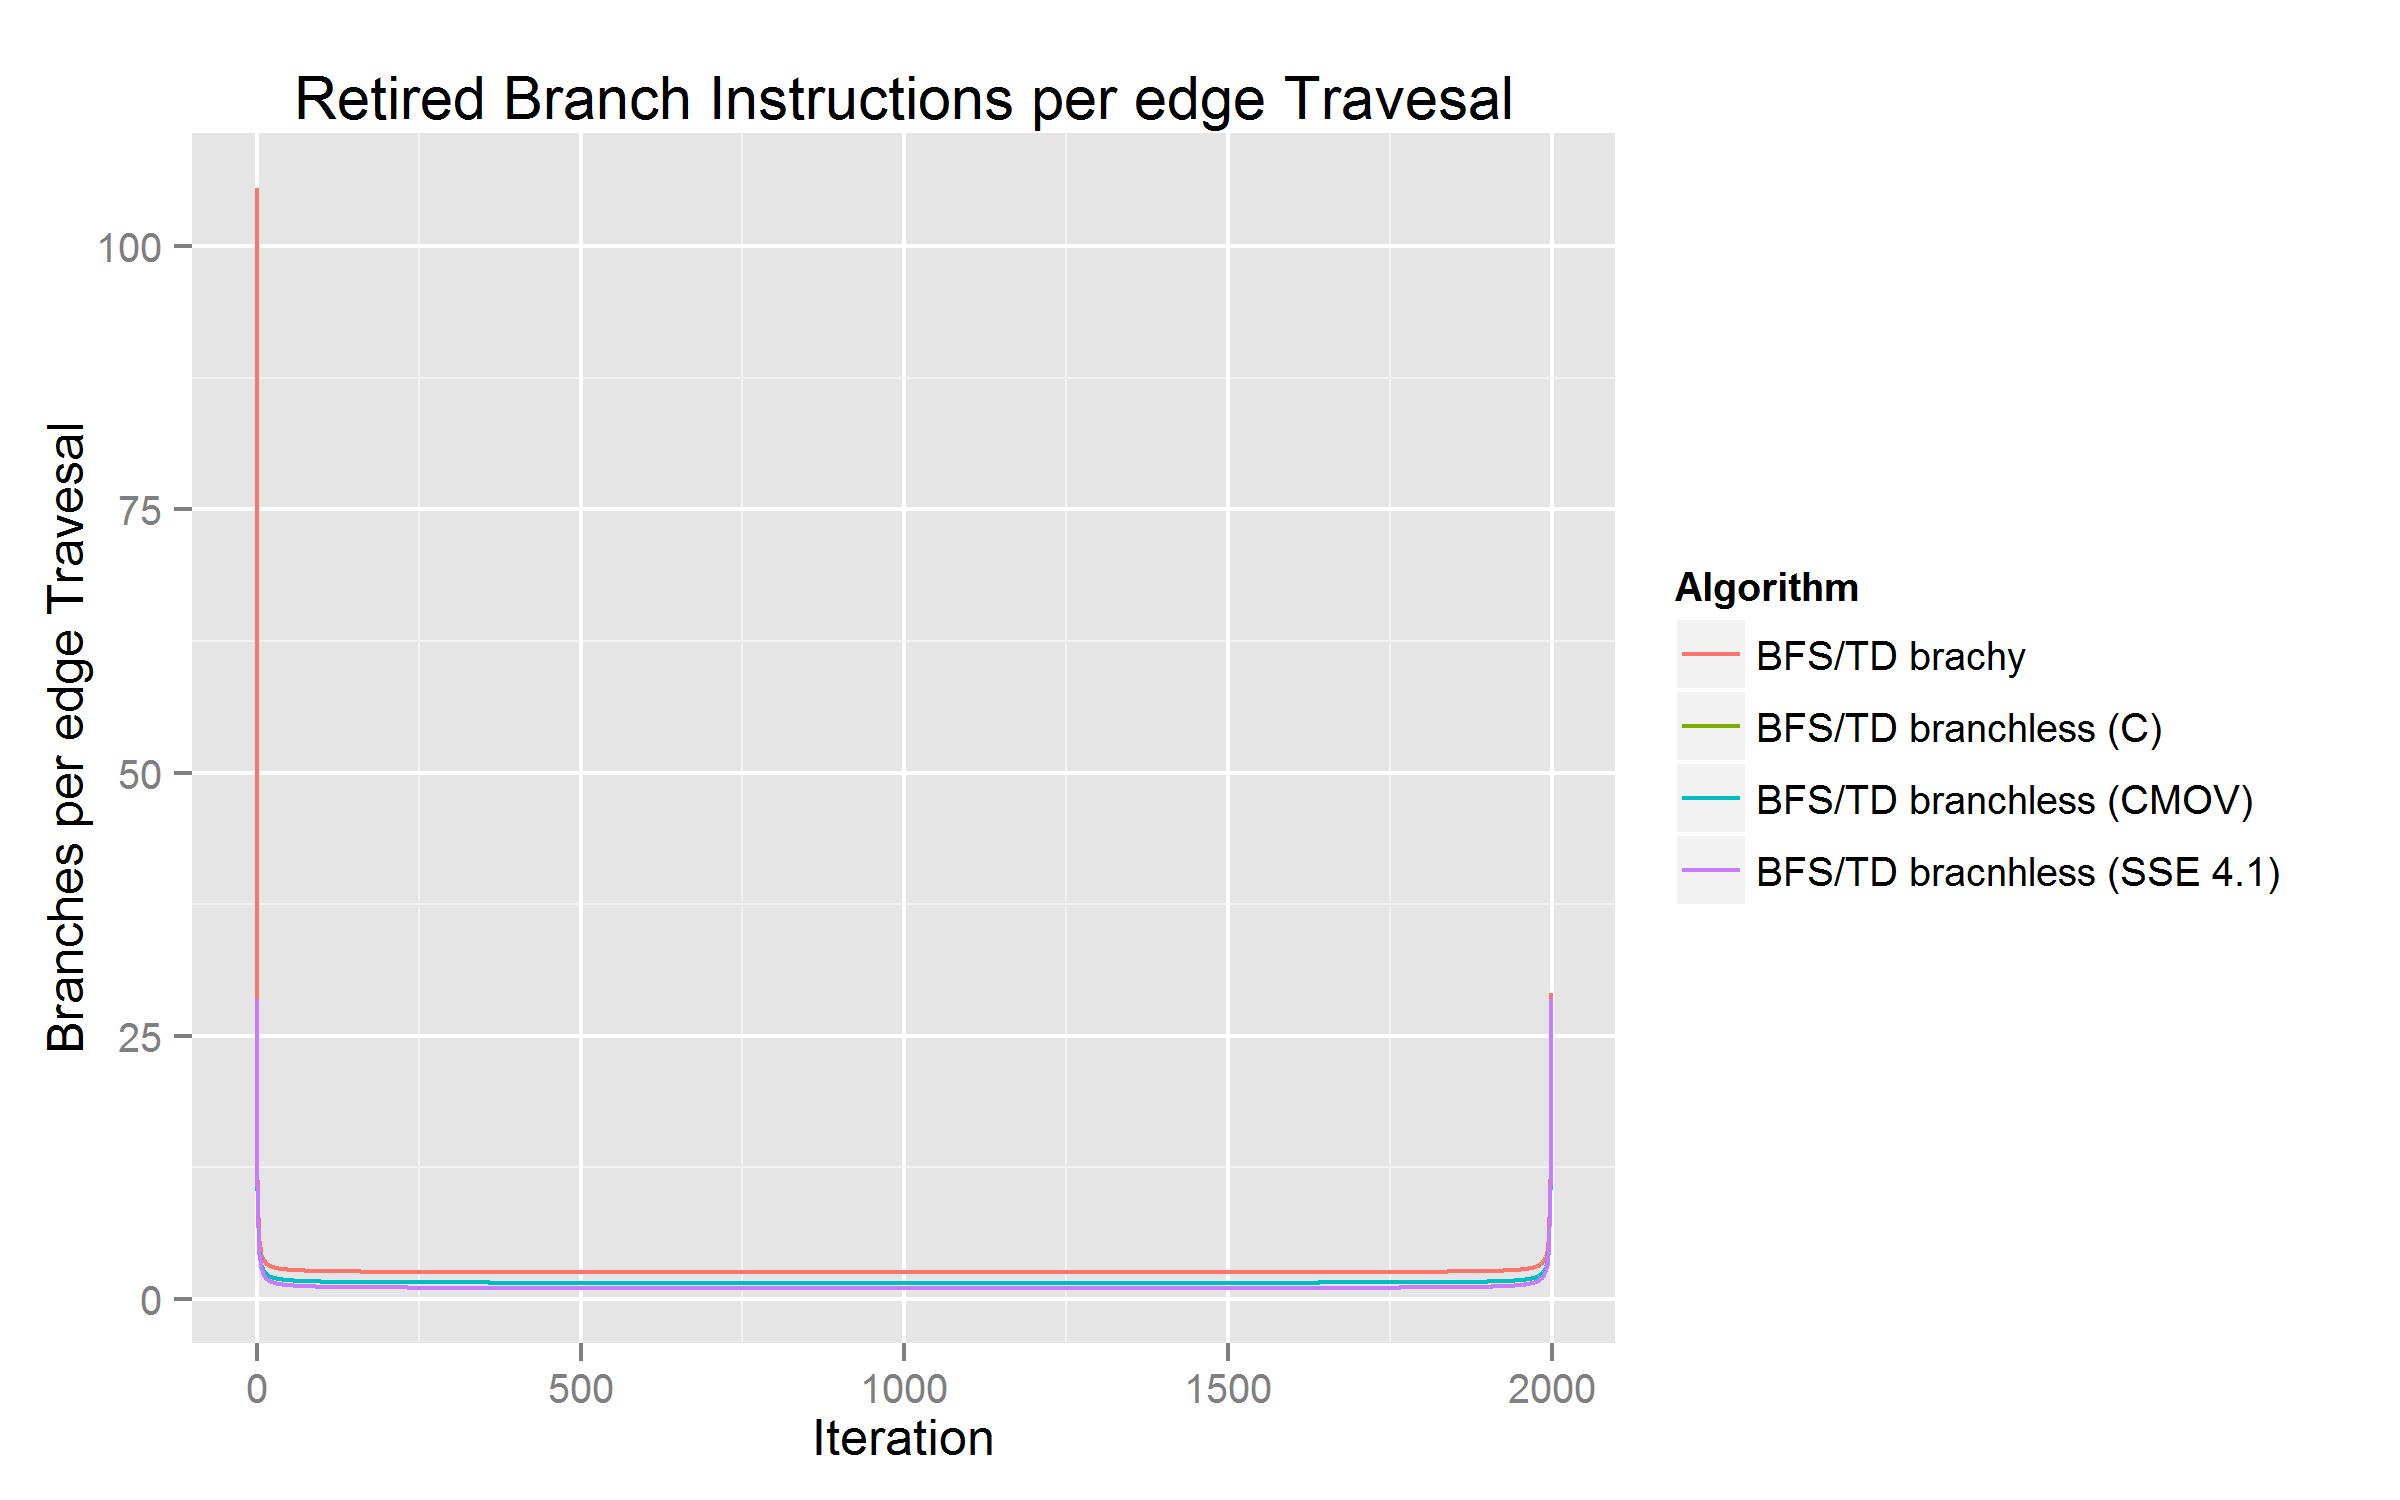 Retired Branch Instructions per edge Travesal
Branches per edge Travesal
100
75
50
25
0
0
500
1000
1500
2000
Iteration
Algorithm
BFS/TD brachy
BFS/TD branchless (C)
BFS/TD branchless (CMOV)
BFS/TD bracnhless (SSE 4.1)